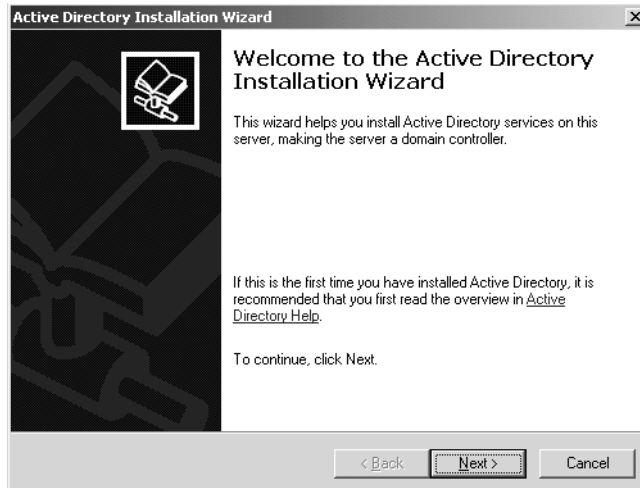 Active Directory Installation Wizard
Welcome to the Active Directory
Installation Wizard
This wizard helps you install Active Directory services on this
server, making the server a domain controller.
If this is the first time you have installed Active Directory, it is
recommended that you first read the overview in Active
Directory Help.
To continue, click Next.
< Back Next > Cancel